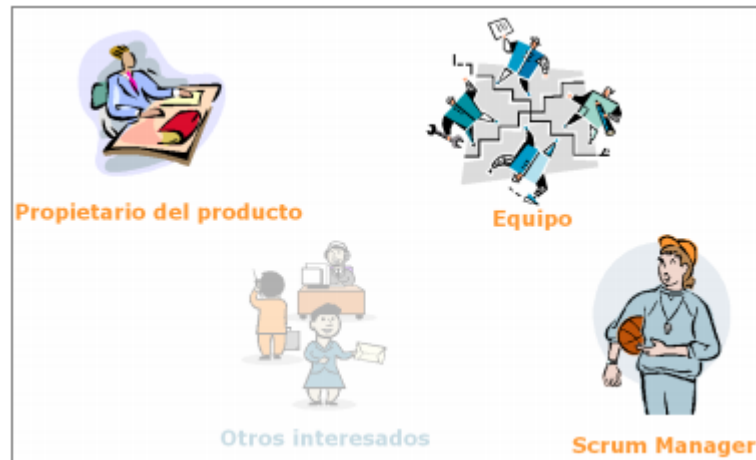 Propietario del producto
Equipo
Otros interesados
Scrum Manager